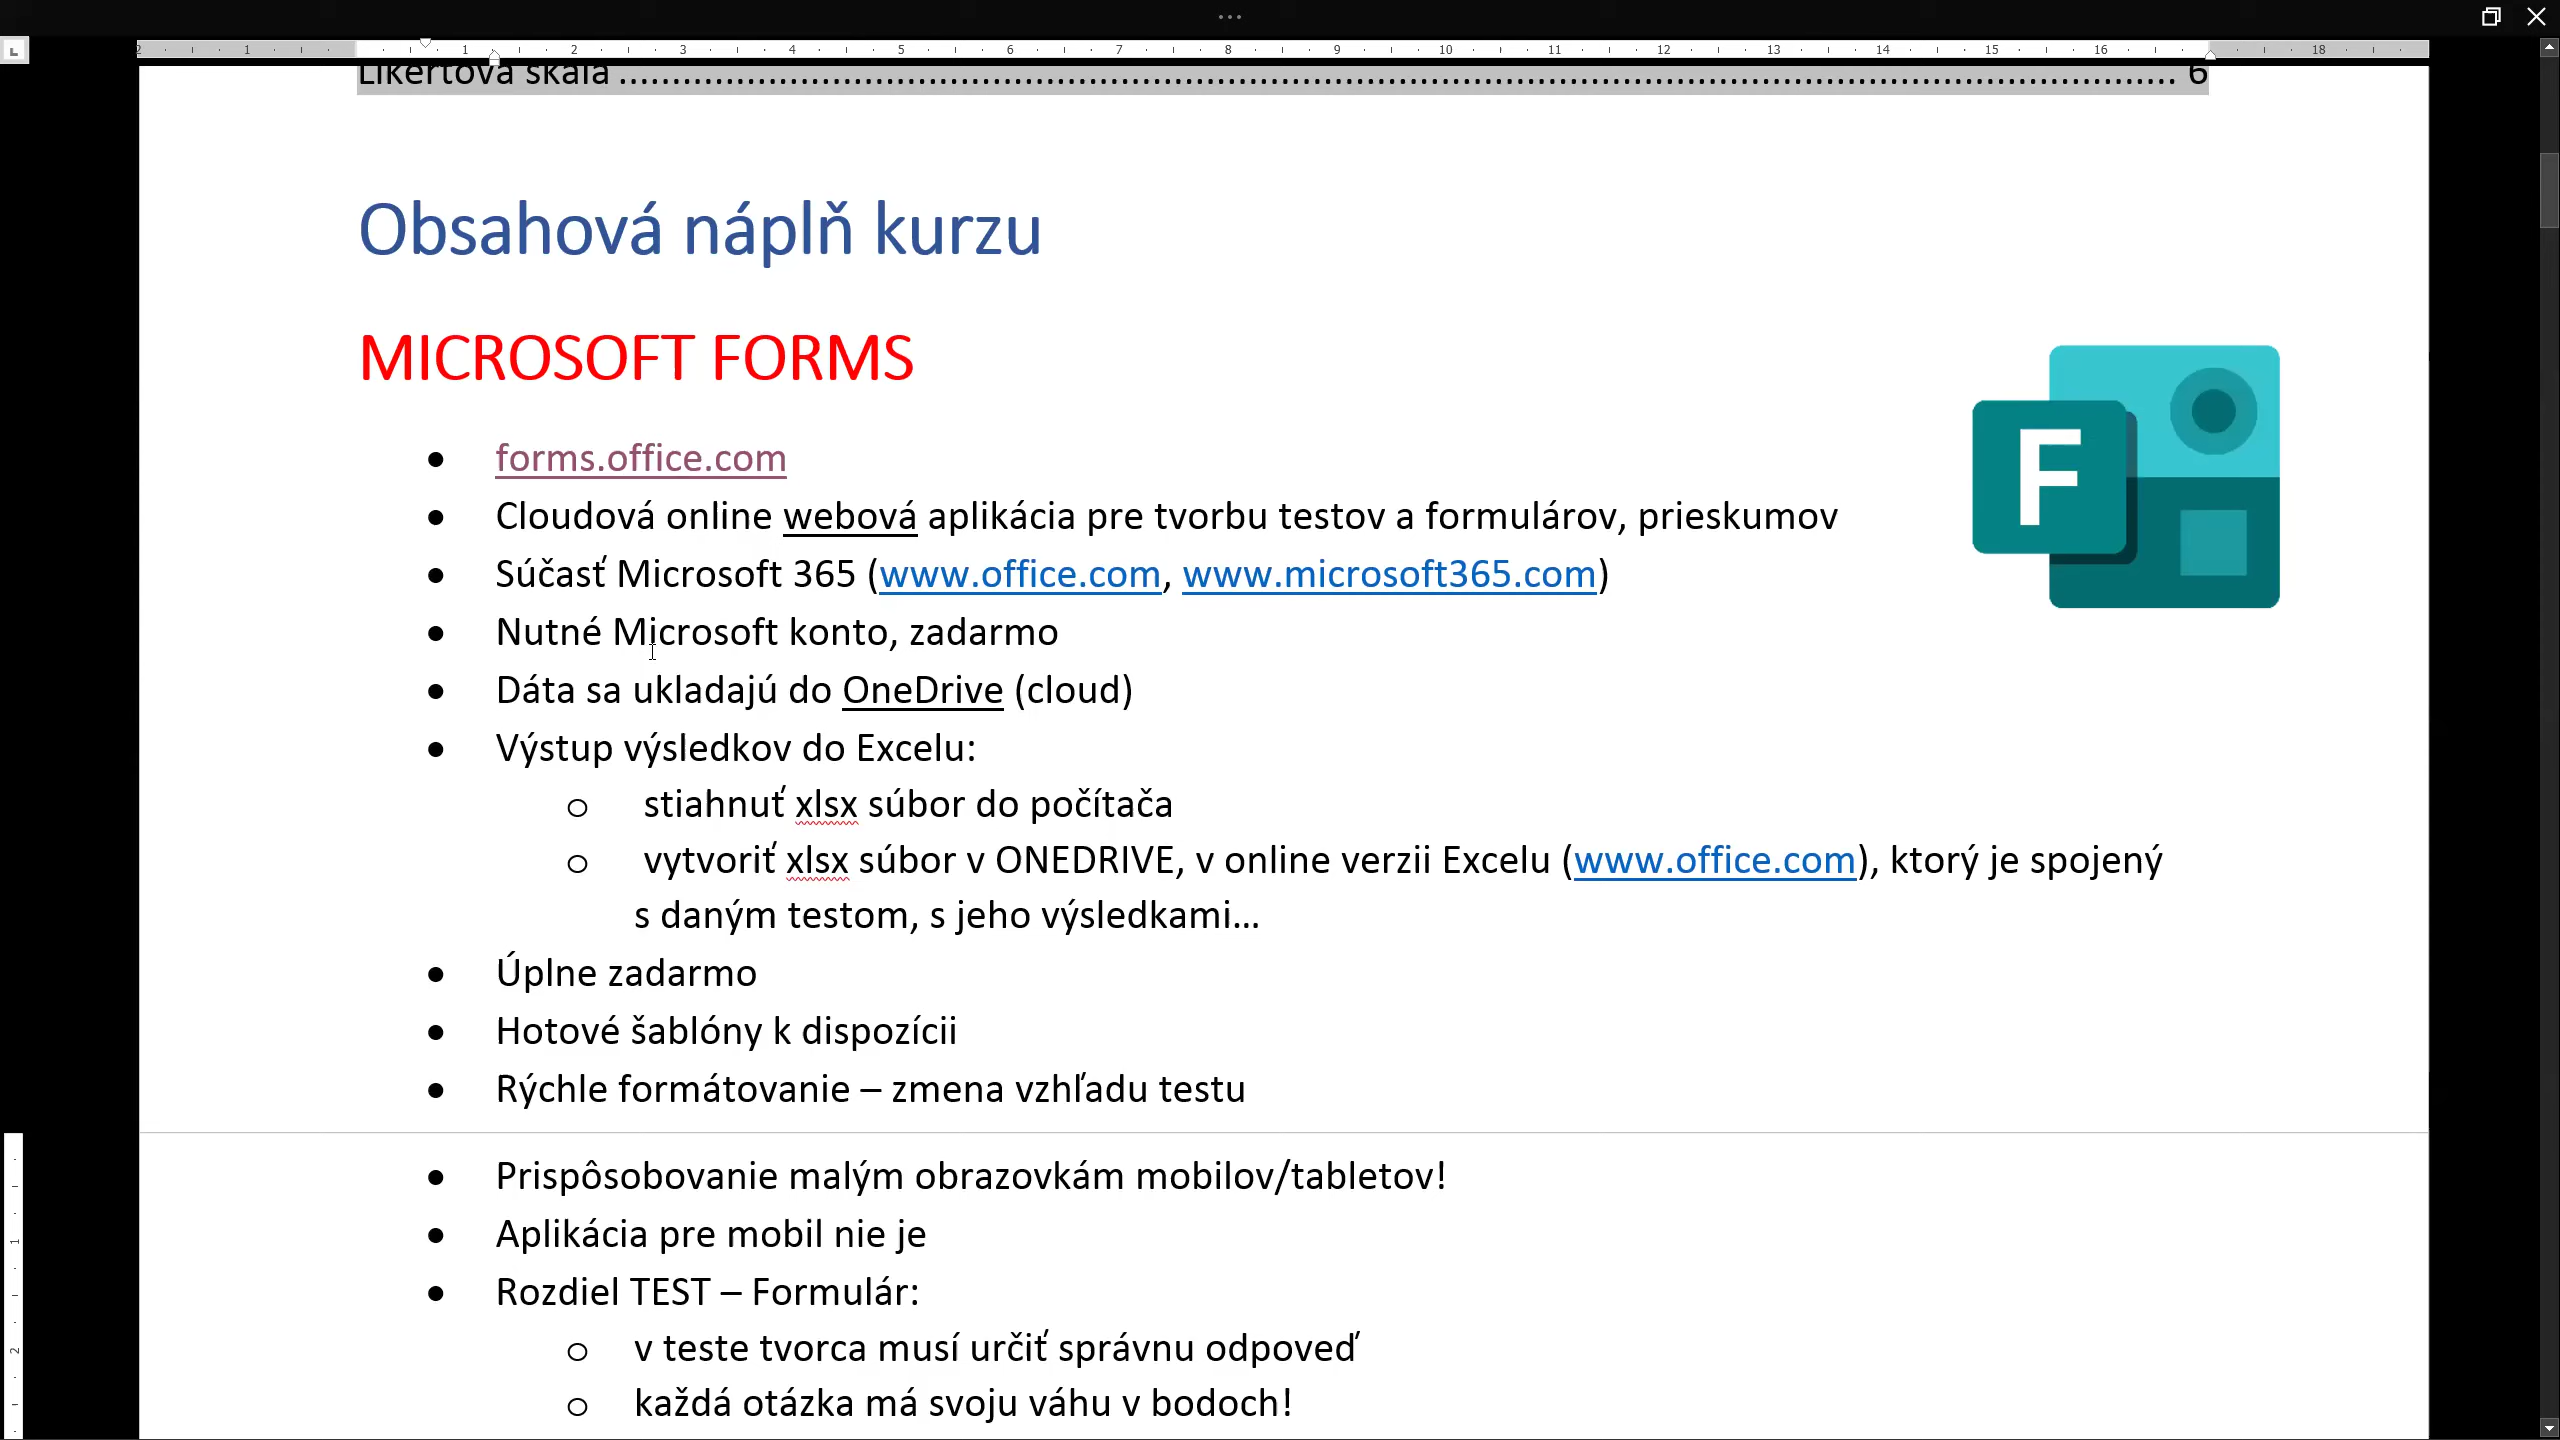 Likertova škála ........ 6
Obsahová náplň kurzu
MICROSOFT FORMS
F
• forms.office.com
• Cloudová online webová aplikácia pre tvorbu testov a formulárov, prieskumov
• Súčasť Microsoft 365 (www.office.com, www.microsoft365.com)
• Nutné Microsoft konto, zadarmo
• Dáta sa ukladajú do OneDrive (cloud)
• Výstup výsledkov do Excelu:
o stiahnuť xlsx súbor do počítača
o vytvoriť xlsx súbor v ONEDRIVE, v online verzii Excelu (www.office.com), ktorý je spojený
s daným testom, s jeho výsledkami...
• Úplne zadarmo
• Hotové šablóny k dispozícii
• Rýchle formátovanie – zmena vzhľadu testu
• Prispôsobovanie malým obrazovkám mobilov/tabletov!
• Aplikácia pre mobil nie je
• Rozdiel TEST – Formulár:
o v teste tvorca musí určiť správnu odpoveď
o každá otázka má svoju váhu v bodoch!